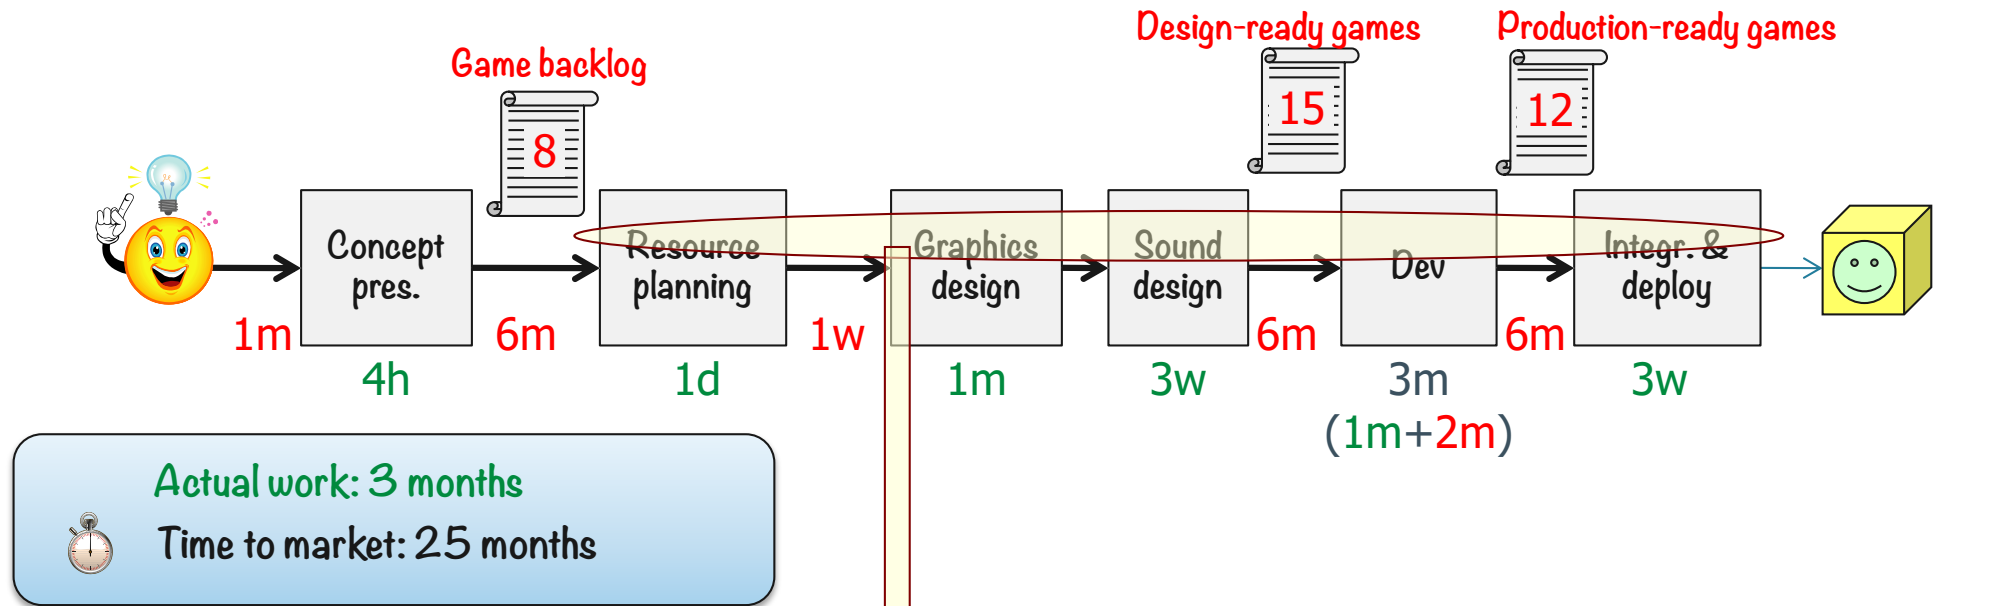 Design-ready games
Production-ready games
Game backlog
8
15
12
Concept
pres.
Resource
planning
Graphics
design
Sound
design
Dev
Integr. &
deploy
1m
6m
1w
6m
6m
4h
1d
1m
3w
3m
3w
(1m+2m)
Actual work: 3 months
Time to market: 25 months